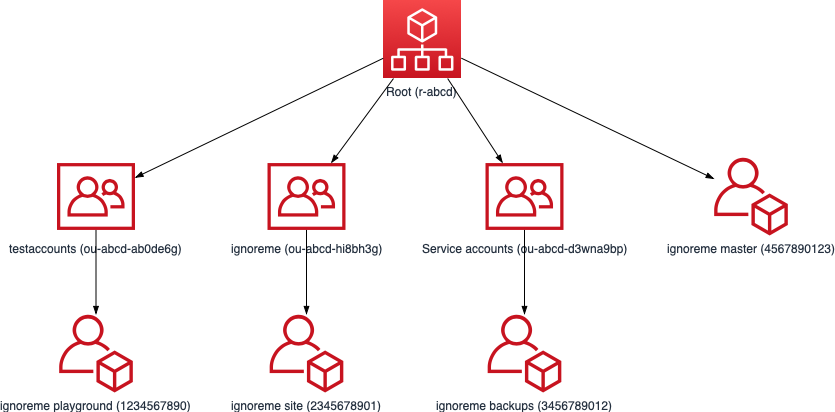 Root (r-abcd)
testaccounts (ou-abcd-ab0de6g)
ignoreme (ou-abcd-hi8bh3g)
Service accounts (ou-abcd-d3wna9bp)
ignoreme master (4567890123)
ignoreme playground (1234567890)
ignoreme site (2345678901)
ignoreme backups (3456789012)